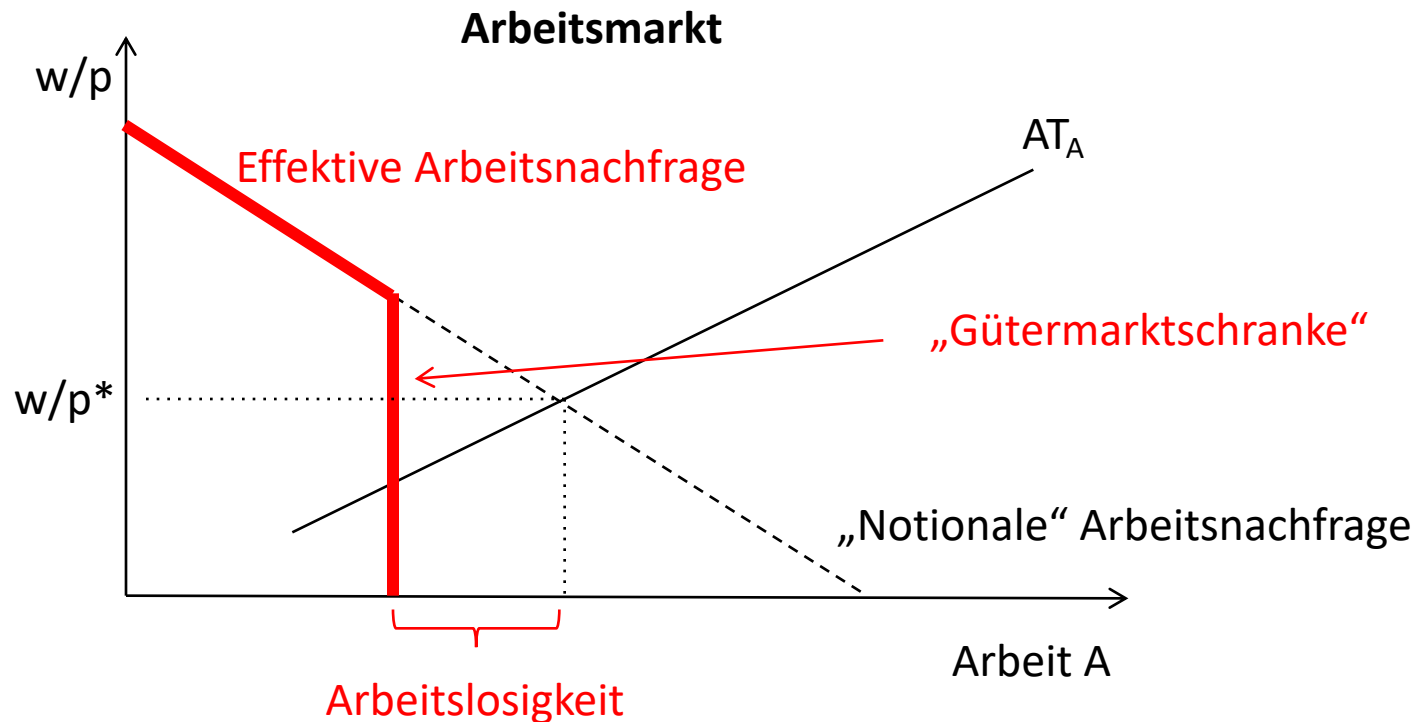 Arbeitsmarkt
w/p
AT_A
Effektive Arbeitsnachfrage
„Gütermarktschranke“
w/p*
„Notionale“ Arbeitsnachfrage
Arbeit A
Arbeitslosigkeit